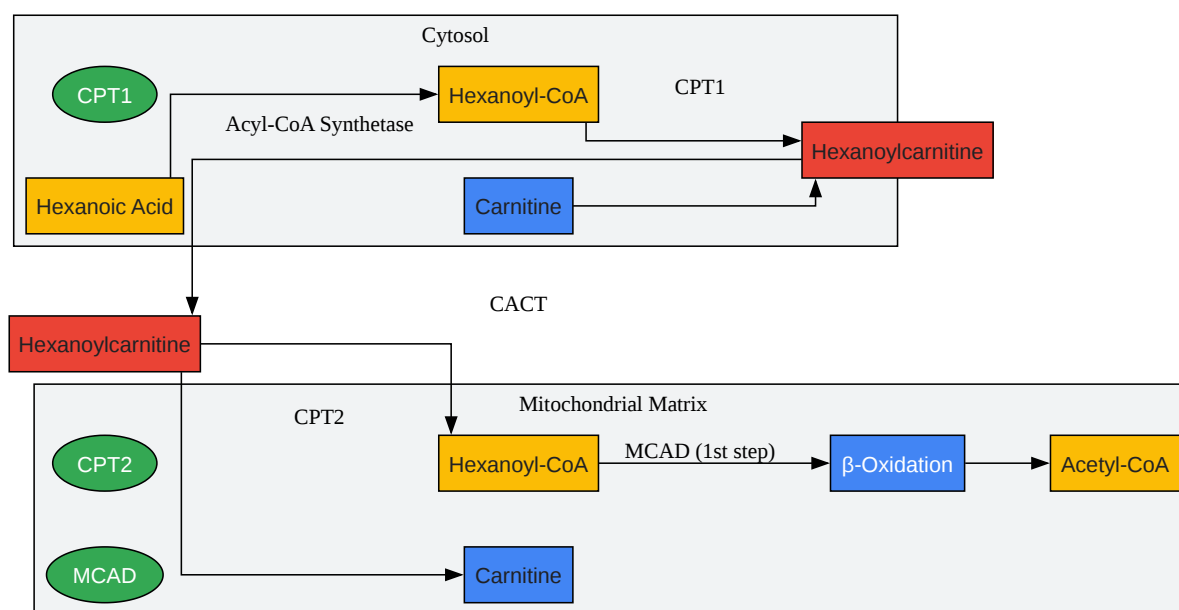 Cytosol
CPT1
Hexanoyl-CoA
CPT1
Acyl-CoA Synthetase
Hexanoylcarnitine
Hexanoic Acid
Carnitine
CACT
Hexanoylcarnitine
Mitochondrial Matrix
CPT2
CPT2
Hexanoyl-CoA
MCAD (1st step)
β-Oxidation
Acetyl-CoA
MCAD
Carnitine